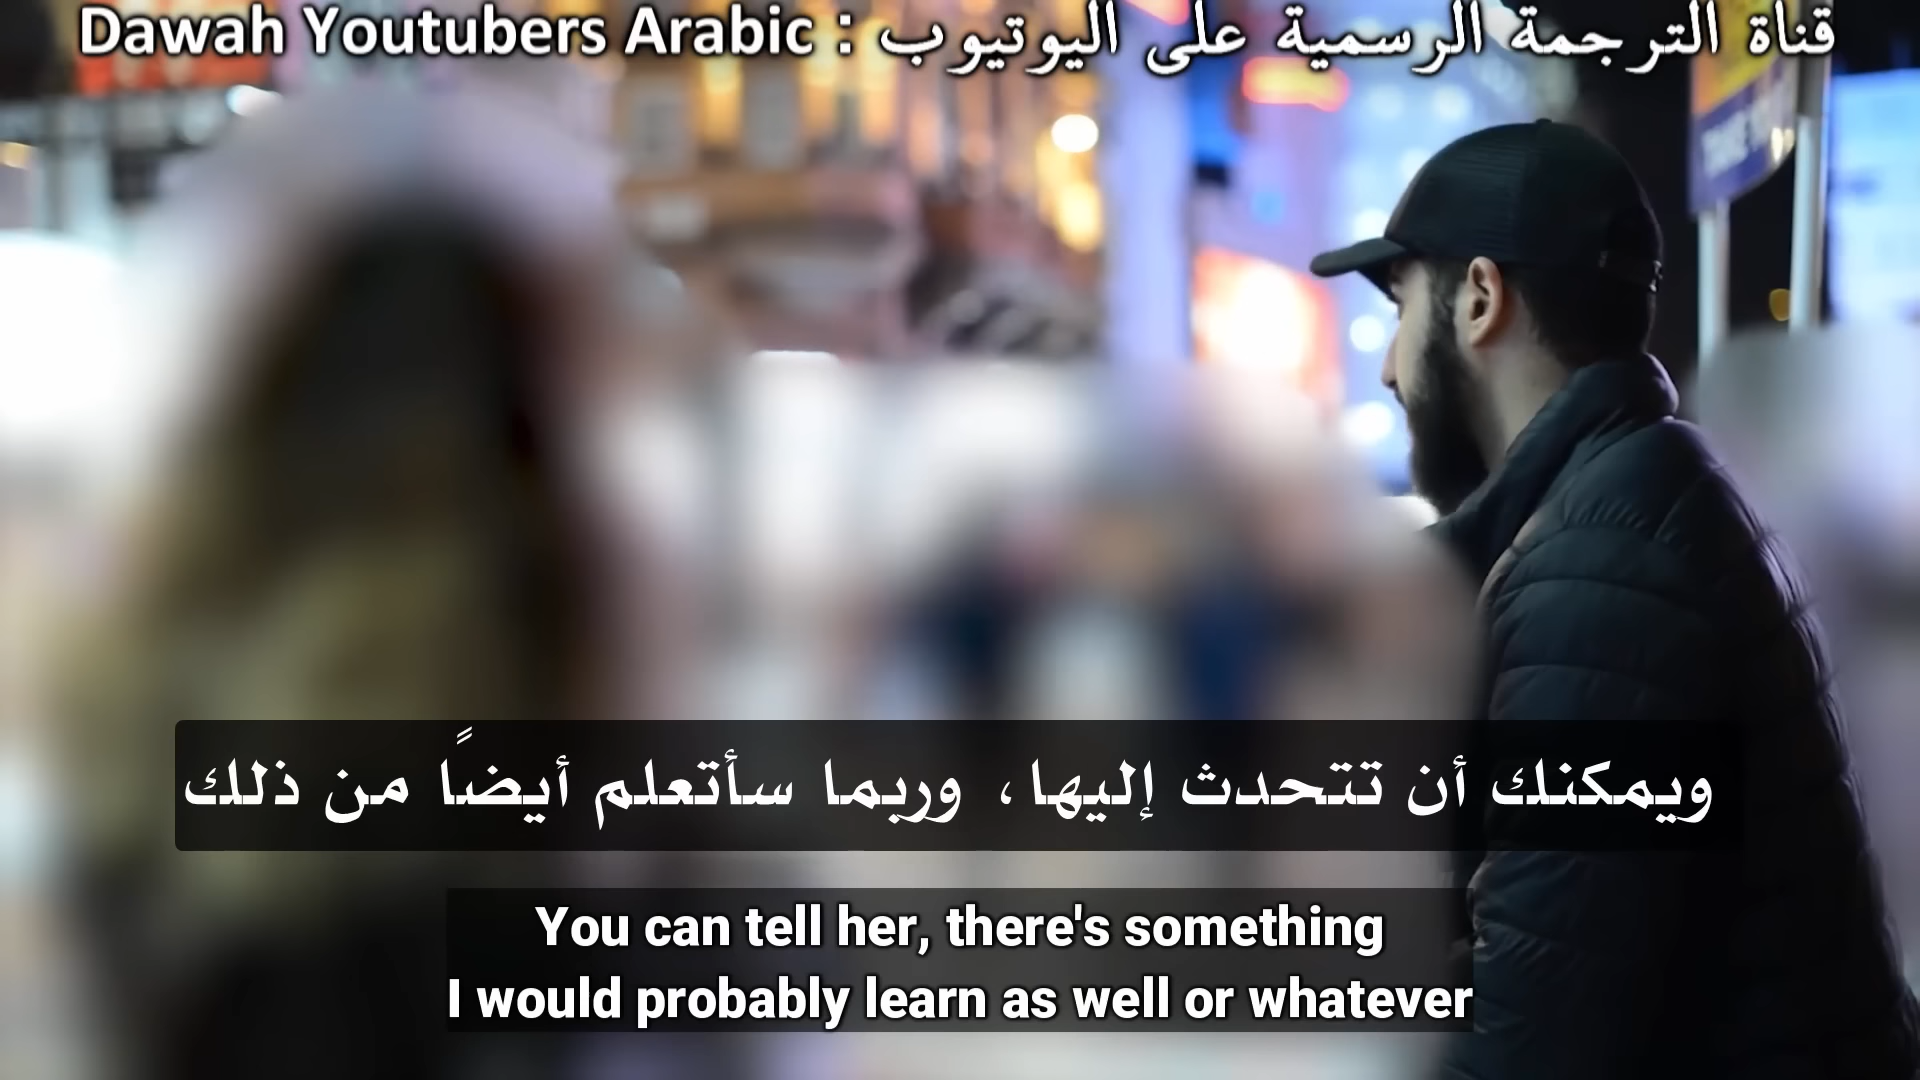 Dawah Youtubers Arabic : قناة الترجمة الرسمية على اليوتيوب
ويمكنك أن تتحدث إليها، وربما سأتعلم أيضاً من ذلك
You can tell her, there's something
I would probably learn as well or whatever